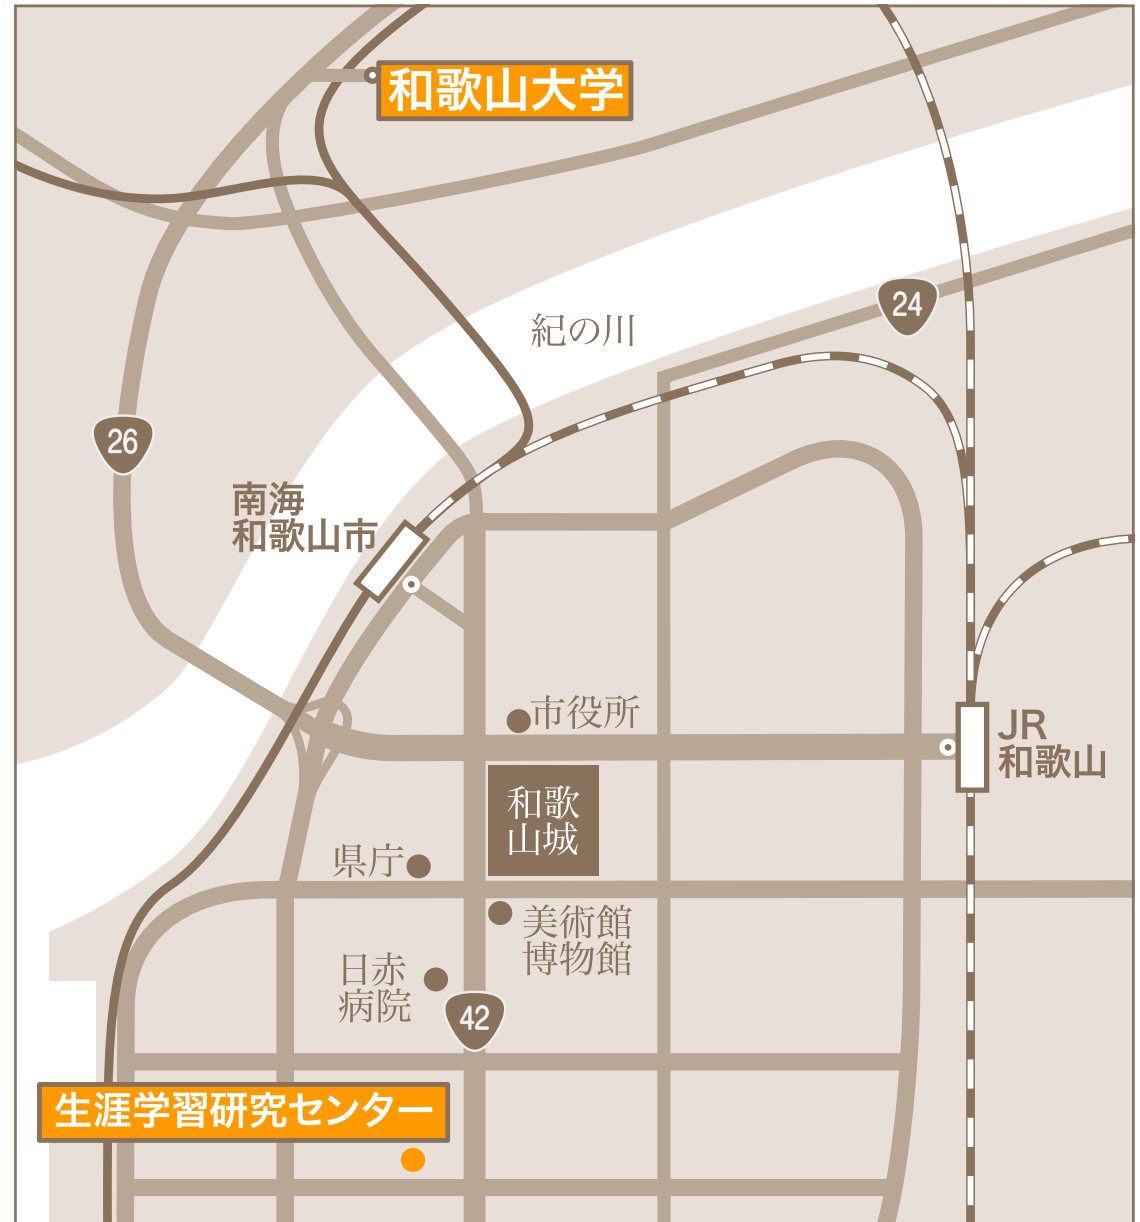 和歌山大学
24
紀の川
26
南海
和歌山市
市役所
JR
和歌山
和歌
山城
県庁
美術館
博物館
日赤
病院
42
生涯学習研究センター